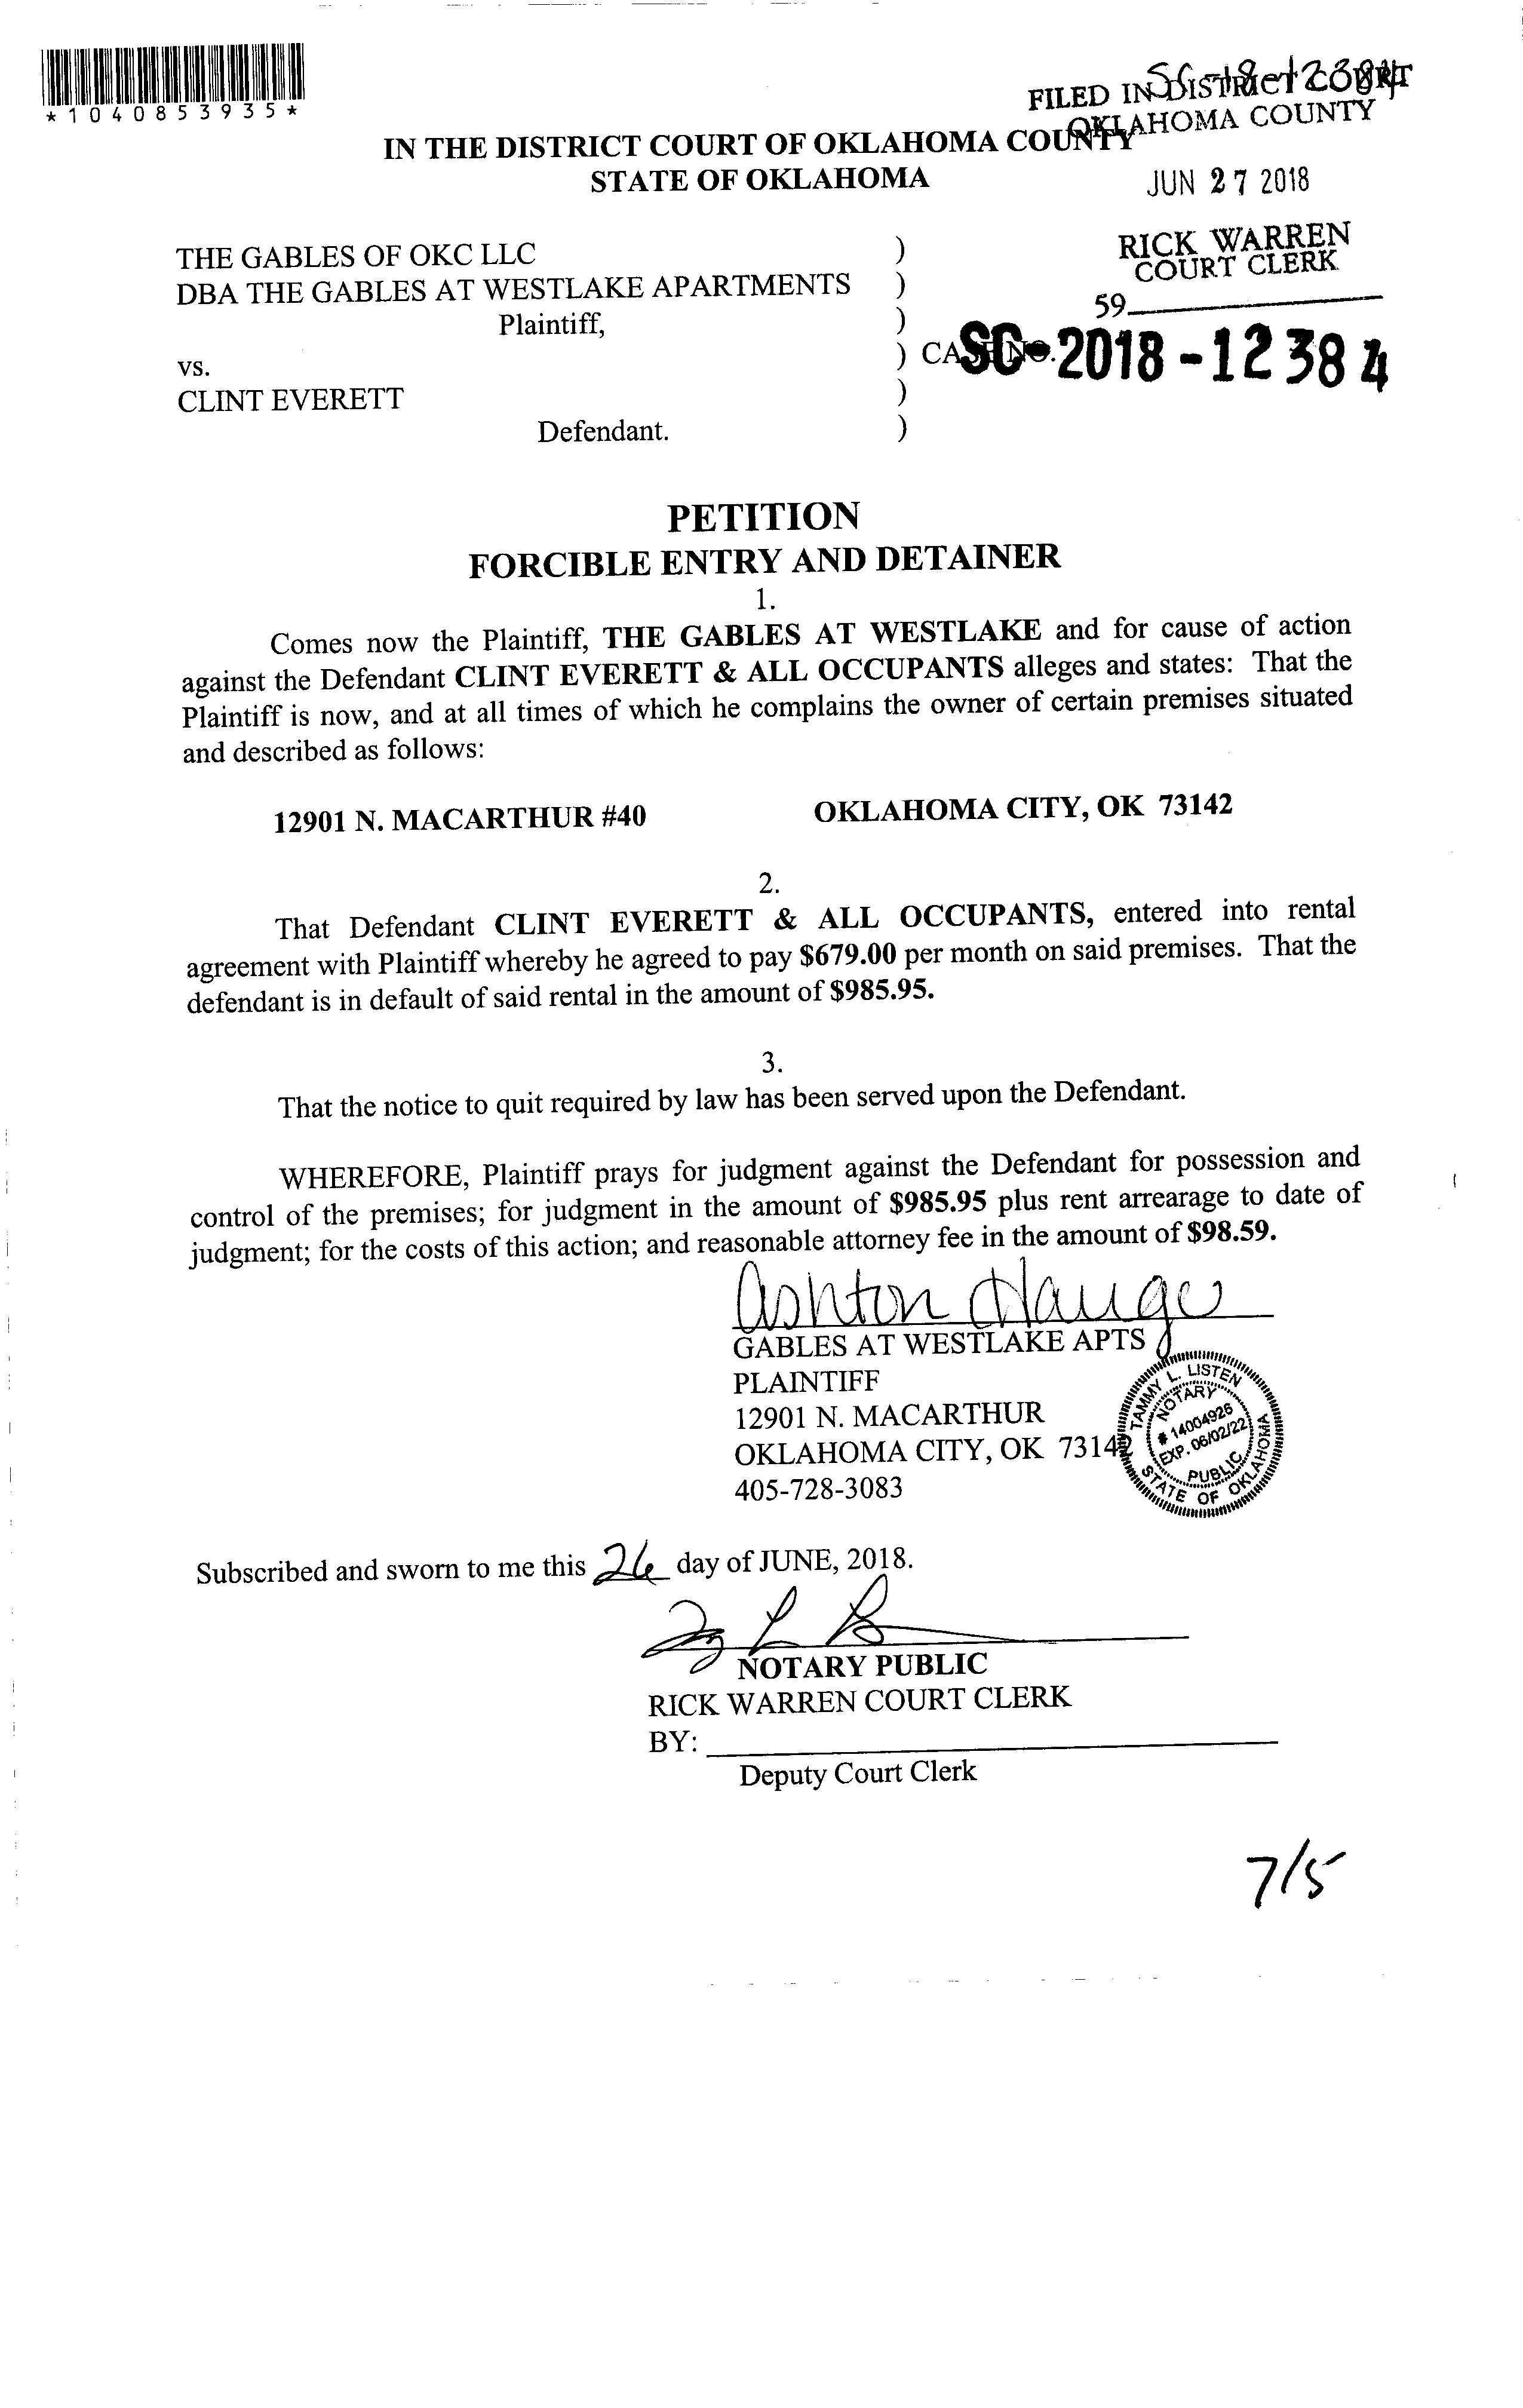 *1040853935*
SC-18-12384
FILED IN DISTRICT COURT
OKLAHOMA COUNTY
IN THE DISTRICT COURT OF OKLAHOMA COUNTY
STATE OF OKLAHOMA
JUN 27 2018
RICK WARREN
COURT CLERK
59
THE GABLES OF OKC LLC )
DBA THE GABLES AT WESTLAKE APARTMENTS )
Plaintiff, )
) CASE NO. SC-2018-12384
vs.
CLINT EVERETT )
Defendant. )
PETITION
FORCIBLE ENTRY AND DETAINER
1.
Comes now the Plaintiff, THE GABLES AT WESTLAKE and for cause of action
against the Defendant CLINT EVERETT & ALL OCCUPANTS alleges and states: That the
Plaintiff is now, and at all times of which he complains the owner of certain premises situated
and described as follows:
12901 N. MACARTHUR #40 OKLAHOMA CITY, OK 73142
2.
That Defendant CLINT EVERETT & ALL OCCUPANTS, entered into rental
agreement with Plaintiff whereby he agreed to pay $679.00 per month on said premises. That the
defendant is in default of said rental in the amount of $985.95.
3.
That the notice to quit required by law has been served upon the Defendant.
WHEREFORE, Plaintiff prays for judgment against the Defendant for possession and
control of the premises; for judgment in the amount of $985.95 plus rent arrearage to date of
judgment; for the costs of this action; and reasonable attorney fee in the amount of $98.59.
Ashton Hauge
GABLES AT WESTLAKE APTS
PLAINTIFF
12901 N. MACARTHUR
OKLAHOMA CITY, OK 73142
405-728-3083
TAMMY L. LISTEN
NOTARY
# 14004926
EXP. 06/02/22
PUBLIC
STATE OF OKLAHOMA
Subscribed and sworn to me this 26 day of JUNE, 2018.
NOTARY PUBLIC
RICK WARREN COURT CLERK
BY:
Deputy Court Clerk
7/5